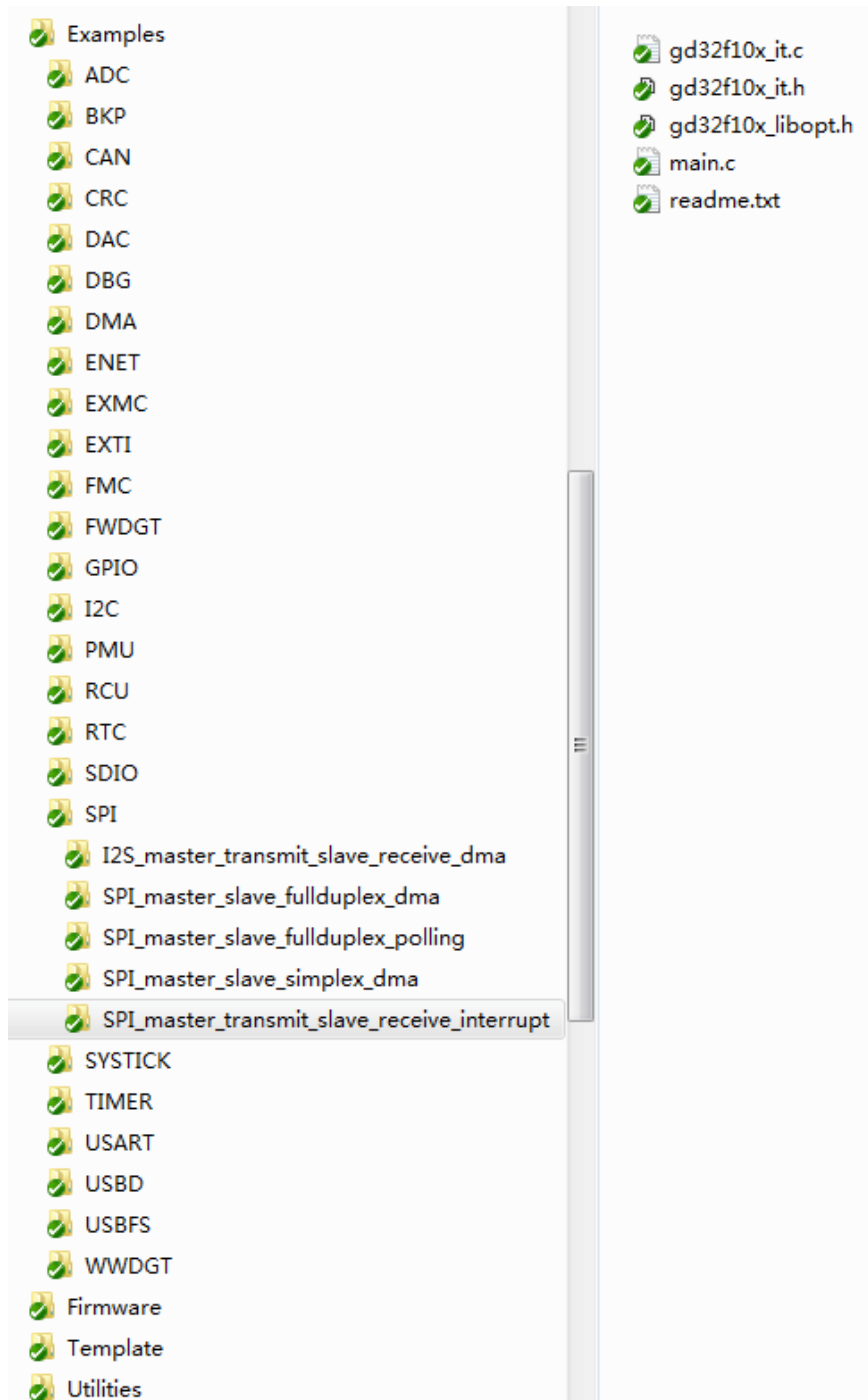 Examples
ADC
BKP
CAN
CRC
DAC
DBG
DMA
ENET
EXMC
EXTI
FMC
FWDGT
GPIO
I2C
PMU
RCU
RTC
SDIO
SPI
I2S_master_transmit_slave_receive_dma
SPI_master_slave_fullduplex_dma
SPI_master_slave_fullduplex_polling
SPI_master_slave_simplex_dma
SPI_master_transmit_slave_receive_interrupt
SYSTICK
TIMER
USART
USBD
USBFS
WWDGT
Firmware
Template
Utilities
gd32f10x_it.c
gd32f10x_it.h
gd32f10x_libopt.h
main.c
readme.txt